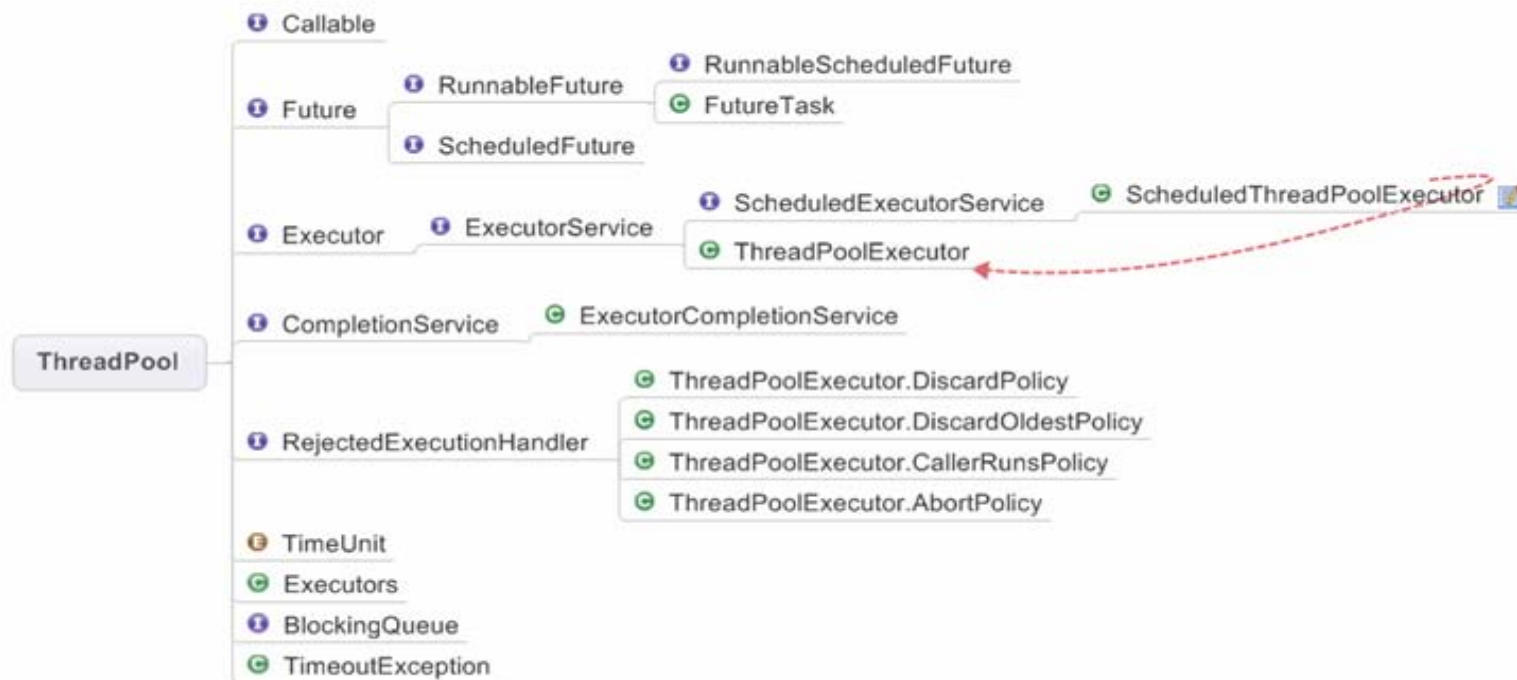 ThreadPool
Callable
Future
RunnableFuture
RunnableScheduledFuture
FutureTask
ScheduledFuture
Executor
ExecutorService
ScheduledExecutorService
ScheduledThreadPoolExecutor
ThreadPoolExecutor
CompletionService
ExecutorCompletionService
RejectedExecutionHandler
ThreadPoolExecutor.DiscardPolicy
ThreadPoolExecutor.DiscardOldestPolicy
ThreadPoolExecutor.CallerRunsPolicy
ThreadPoolExecutor.AbortPolicy
TimeUnit
Executors
BlockingQueue
TimeoutException